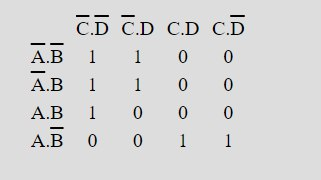 C̅.D̅ C̅.D C.D C.D̅
A̅.B̅ 1 1 0 0
A̅.B 1 1 0 0
A.B 1 0 0 0
A.B̅ 0 0 1 1